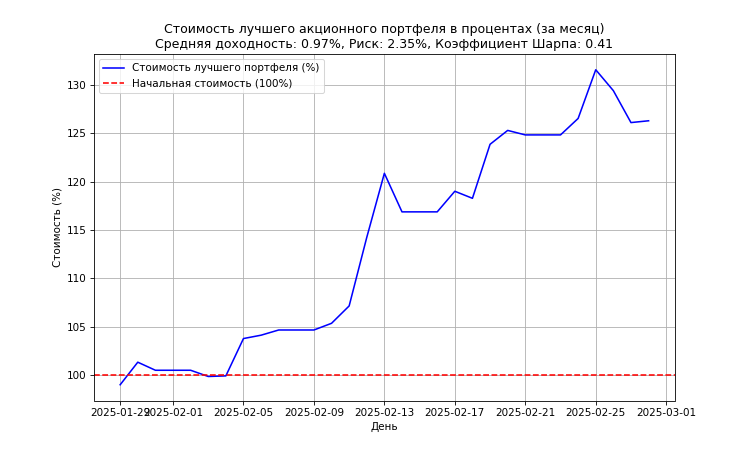 Стоимость лучшего акционного портфеля в процентах (за месяц)
Средняя доходность: 0.97%, Риск: 2.35%, Коэффициент Шарпа: 0.41
Стоимость лучшего портфеля (%)
Начальная стоимость (100%)
Стоимость (%)
130
125
120
115
110
105
100
2025-01-29 2025-02-01 2025-02-05 2025-02-09 2025-02-13 2025-02-17 2025-02-21 2025-02-25 2025-03-01
День